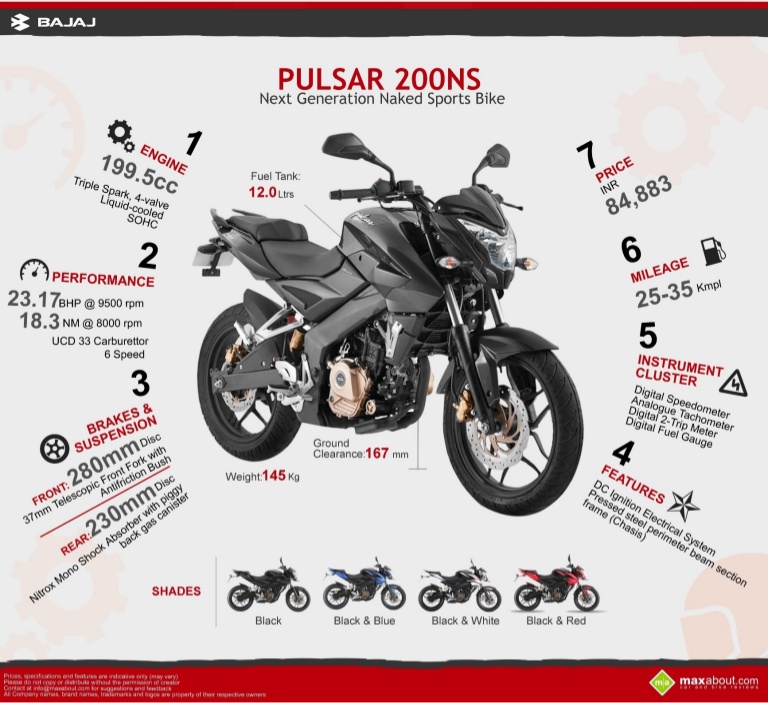 BAJAJ
PULSAR 200NS
Next Generation Naked Sports Bike
1
ENGINE
199.5cc
Triple Spark, 4-valve
Liquid-cooled
SOHC
2
PERFORMANCE
23.17BHP @ 9500 rpm
18.3 NM @ 8000 rpm
UCD 33 Carburettor
6 Speed
3
BRAKES &
SUSPENSION
FRONT: 280mm Disc
37mm Telescopic Front Fork with
Antifriction Bush
REAR: 230mm Disc
Nitrox Mono Shock Absorber with piggy
back gas canister
Fuel Tank:
12.0 Ltrs
Pulsar
Ground
Clearance:167 mm
Weight:145 Kg
7
PRICE
INR
84,883
6
MILEAGE
25-35 Kmpl
5
INSTRUMENT
CLUSTER
Digital Speedometer
Analogue Tachometer
Digital 2-Trip Meter
Digital Fuel Gauge
4
FEATURES
DC Ignition Electrical System
Pressed steel perimeter beam section
frame (Chasis)
SHADES
Black
Black & Blue
Black & White
Black & Red
Prices, specifications and features are indicative only (may vary)
Please do not copy or distribute without the permission of creator
Contact at info@maxabout.com for suggestions and feedback
All Company names, brand names, trademarks and logos are property of their respective owners
m/a
maxabout.com
car and bike reviews